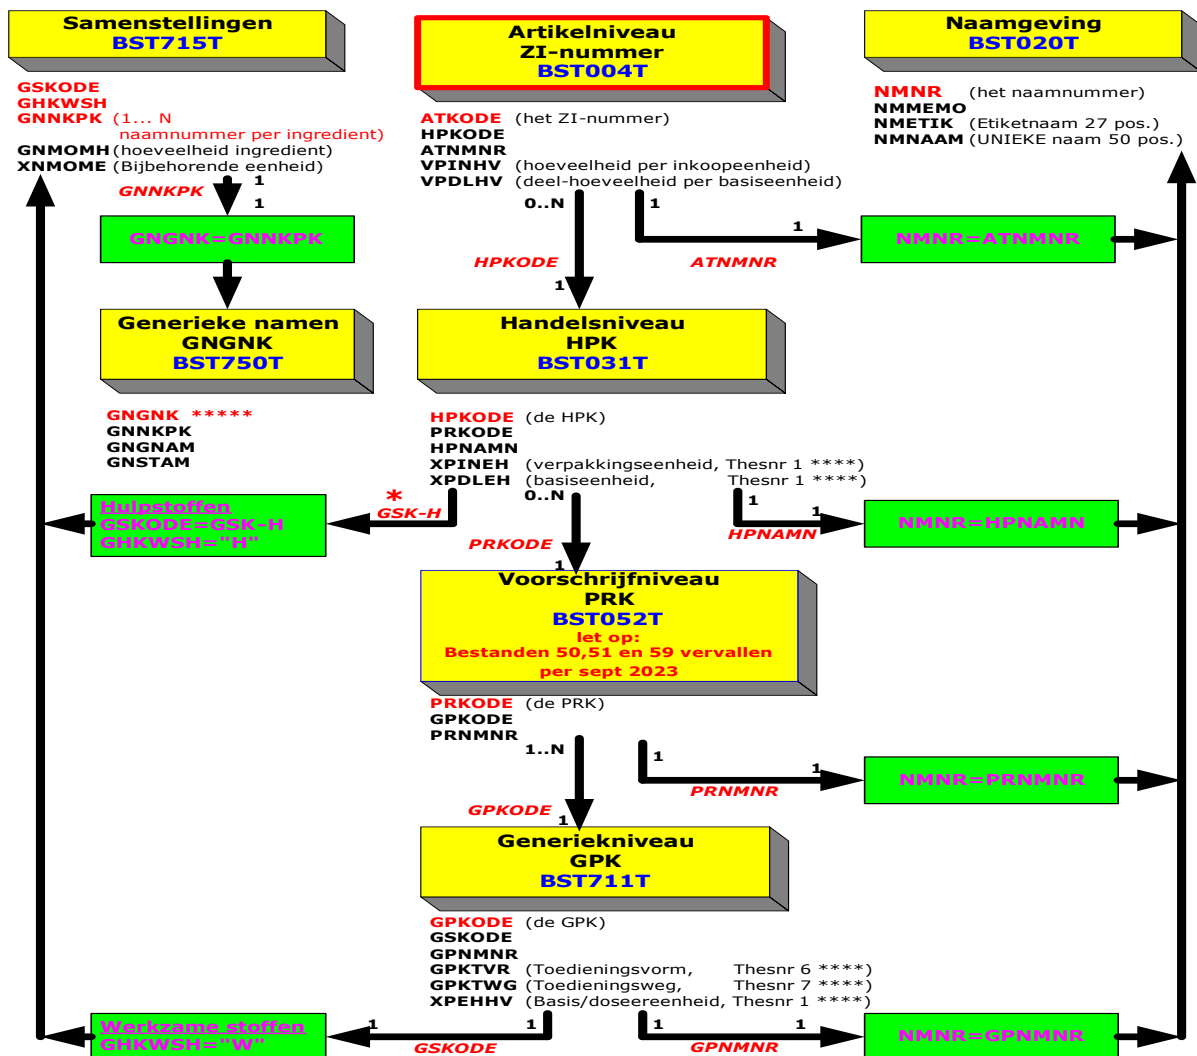 Samenstellingen
BST715T
GSKODE
GHKWSH
GNNKPK (1... N
naamnummer per ingredient)
GNMOMH (hoeveelheid ingredient)
XNMOME (Bijbehorende eenheid)
GNNKPK
1
1
GNGNK=GNNKPK
Generieke namen
GNGNK
BST750T
GNGNK *****
GNNKPK
GNGNAM
GNSTAM
Artikelniveau
ZI-nummer
BST004T
ATKODE (het ZI-nummer)
HPKODE
ATNMNR
VPINHV (hoeveelheid per inkoopeenheid)
VPDLHV (deel-hoeveelheid per basiseenheid)
0..N
1
1
HPKODE
ATNMNR
1
NMNR=ATNMNR
Naamgeving
BST020T
NMNR (het naamnummer)
NMMEMO
NMETIK (Etiketnaam 27 pos.)
NMNAAM (UNIEKE naam 50 pos.)
Handelsniveau
HPK
BST031T
HPKODE (de HPK)
PRKODE
HPNAMN
XPINEH (verpakkingseenheid, Thesnr 1 ****)
XPDLEH (basiseenheid, Thesnr 1 ****)
0..N
1
1
*
GSK-H
PRKODE
HPNAMN
1
Hulpstoffen
GSKODE=GSK-H
GHKWSH="H"
NMNR=HPNAMN
Voorschrijfniveau
PRK
BST052T
let op:
Bestanden 50,51 en 59 vervallen
per sept 2023
PRKODE (de PRK)
GPKODE
PRNMNR
1..N
1
1
PRNMNR
GPKODE
1
NMNR=PRNMNR
Generiekniveau
GPK
BST711T
GPKODE (de GPK)
GSKODE
GPNMNR
GPKTVR (Toedieningsvorm, Thesnr 6 ****)
GPKTWG (Toedieningsweg, Thesnr 7 ****)
XPEHHV (Basis/doseereenheid, Thesnr 1 ****)
1
1
1
1
GSKODE
GPNMNR
Werkzame stoffen
GHKWSH="W"
NMNR=GPNMNR